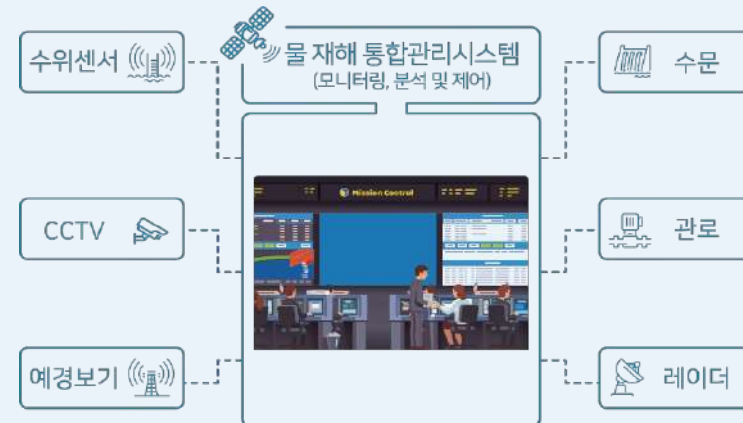 수위센서
물 재해 통합관리시스템
(모니터링, 분석 및 제어)
수문
Mission Control
CCTV
관로
예경보기
레이더